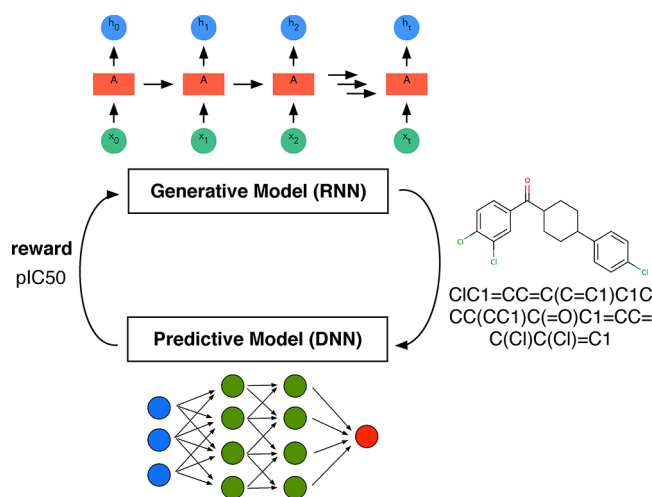 h0 h1 h2 ht
A A A A
x0 x1 x2 xt
Generative Model (RNN)
reward
pIC50
O
Cl
Cl
Cl
ClC1=CC=C(C=C1)C1C
CC(CC1)C(=O)C1=CC=
C(Cl)C(Cl)=C1
Predictive Model (DNN)